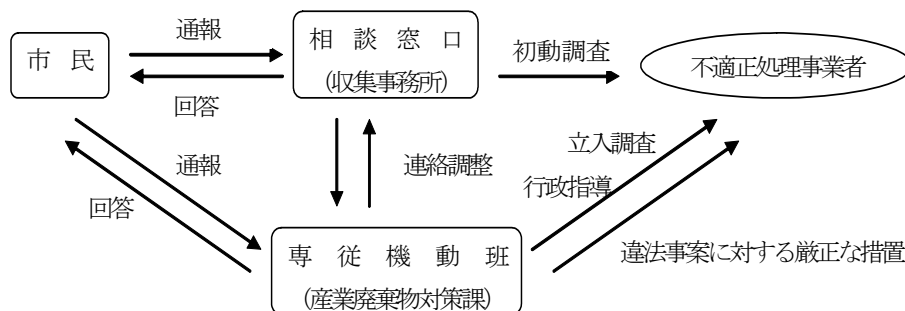 通報
市 民
相 談 窓 口
(収集事務所)
初動調査
不適正処理事業者
回答
通報
回答
連絡調整
立入調査
行政指導
専 従 機 動 班
(産業廃棄物対策課)
違法事案に対する厳正な措置